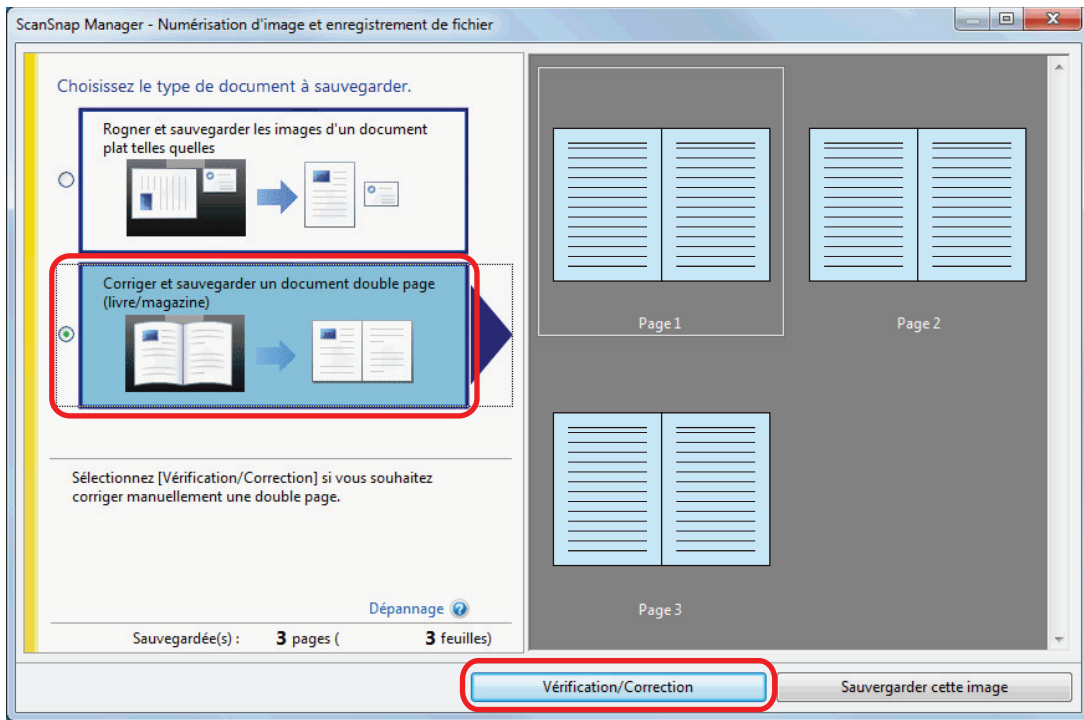 ScanSnap Manager - Numérisation d'image et enregistrement de fichier
Choisissez le type de document à sauvegarder.
Rogner et sauvegarder les images d'un document
plat telles quelles
Corriger et sauvegarder un document double page
(livre/magazine)
Sélectionnez [Vérification/Correction] si vous souhaitez
corriger manuellement une double page.
Dépannage
Sauvegardée(s) : 3 pages ( 3 feuilles)
Page 1
Page 2
Page 3
Vérification/Correction
Sauvergarder cette image